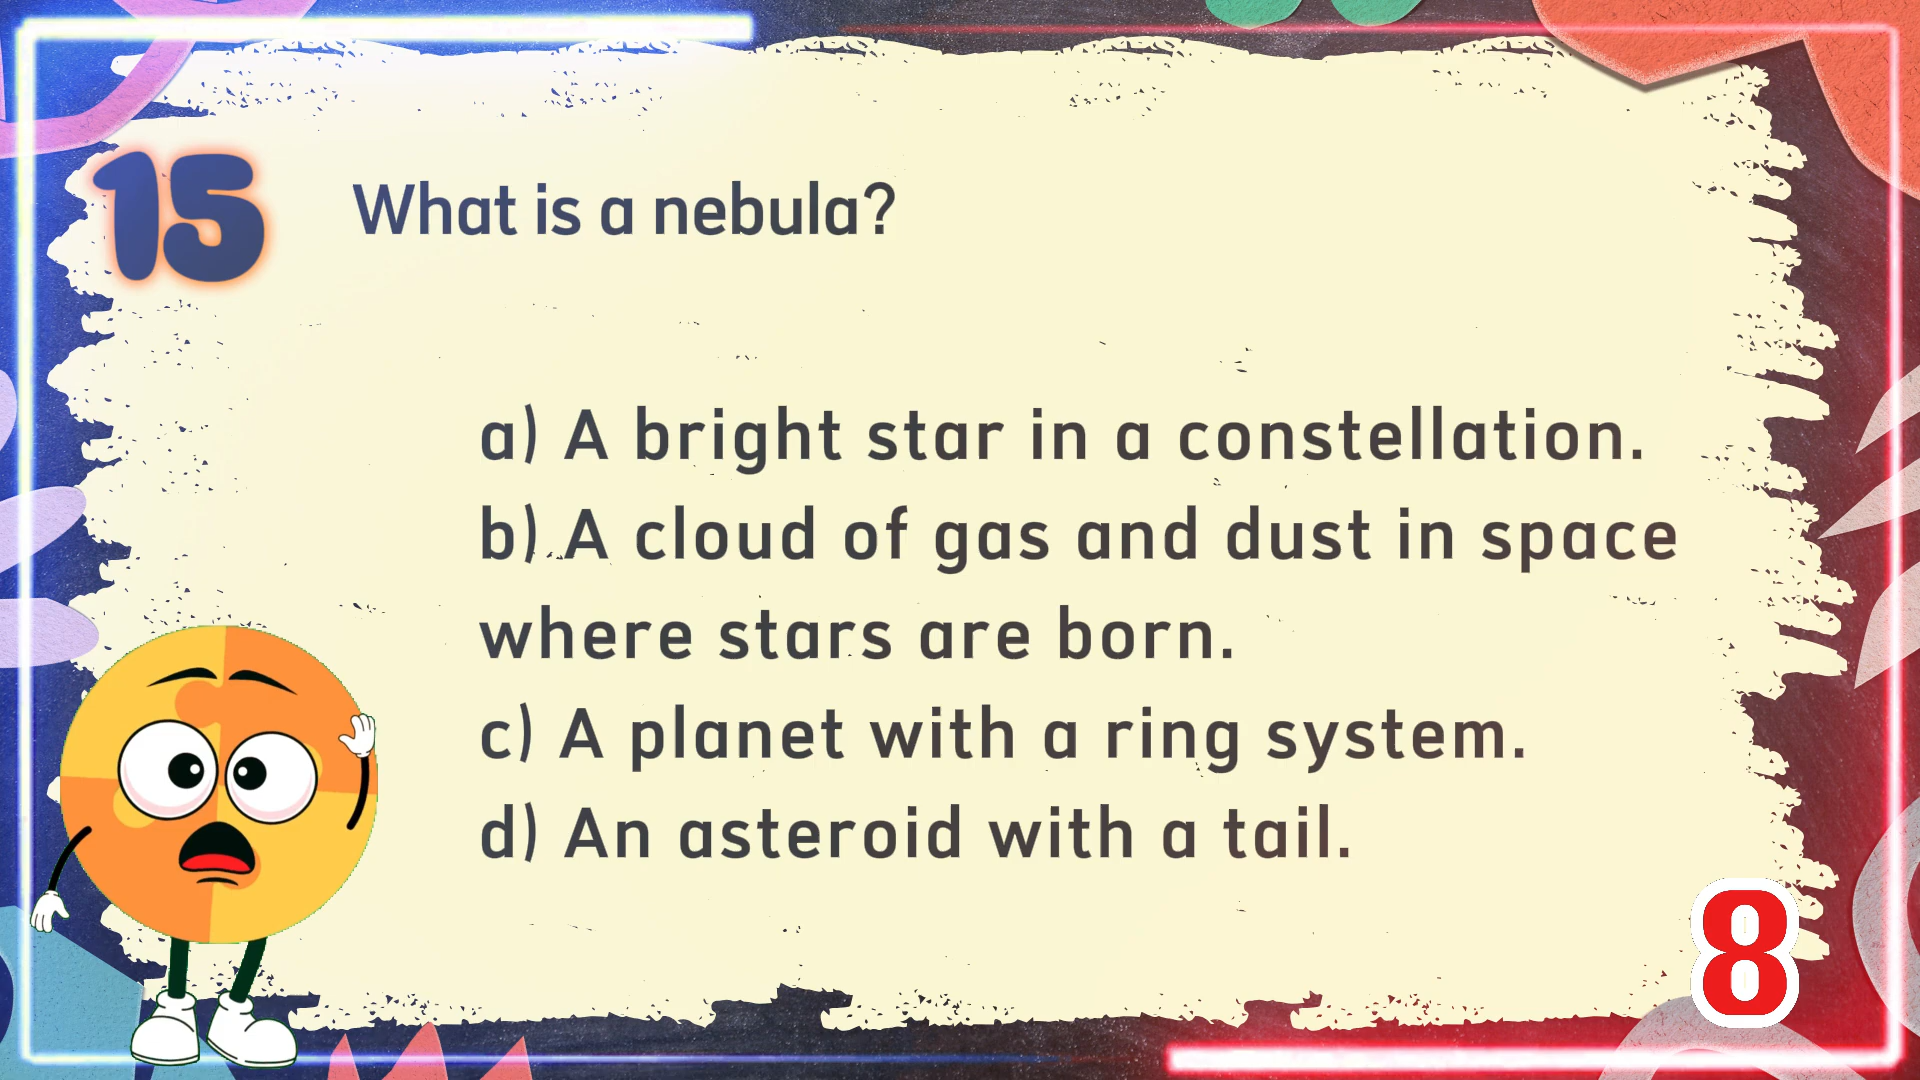 15
What is a nebula?
a) A bright star in a constellation.
b) A cloud of gas and dust in space
where stars are born.
c) A planet with a ring system.
d) An asteroid with a tail.
8